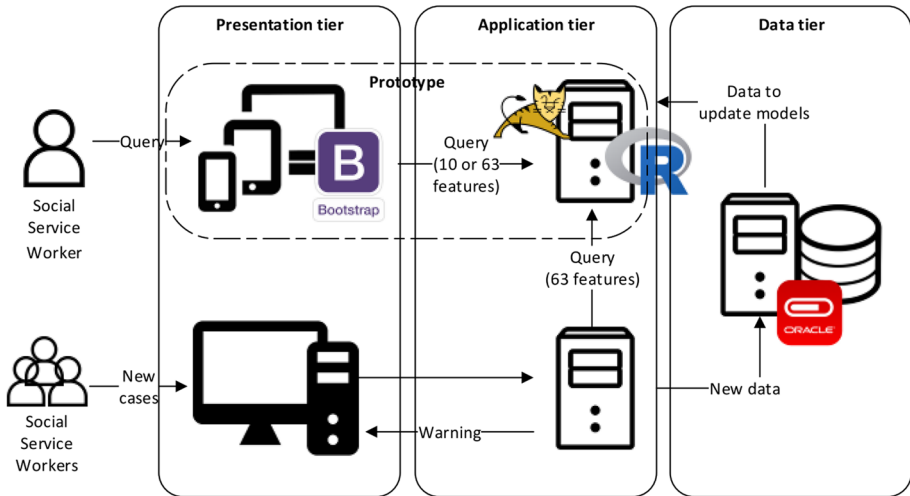 Presentation tier
Application tier
Data tier
Prototype
Query
B
Bootstrap
Query
(10 or 63
features)
R
Data to
update models
Social
Service
Worker
Query
(63 features)
ORACLE
New
cases
New data
Warning
Social
Service
Workers